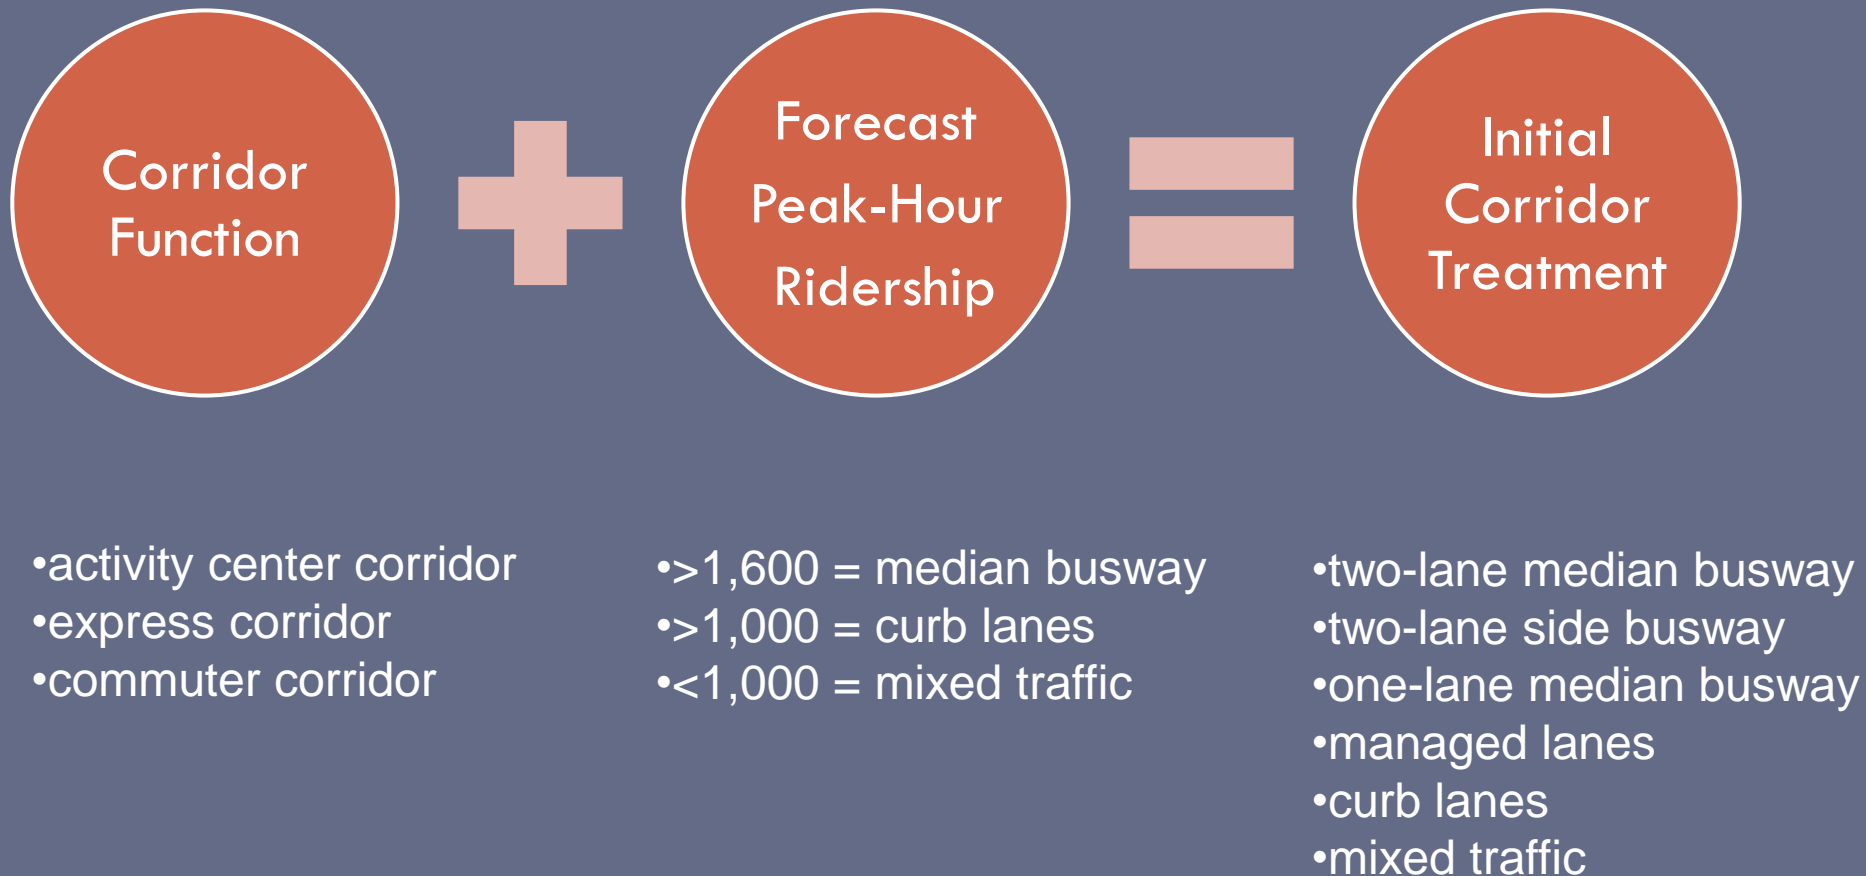 Corridor
Function
Forecast
Peak-Hour
Ridership
Initial
Corridor
Treatment
•activity center corridor
•express corridor
•commuter corridor
•>1,600 = median busway
•>1,000 = curb lanes
•<1,000 = mixed traffic
•two-lane median busway
•two-lane side busway
•one-lane median busway
•managed lanes
•curb lanes
•mixed traffic